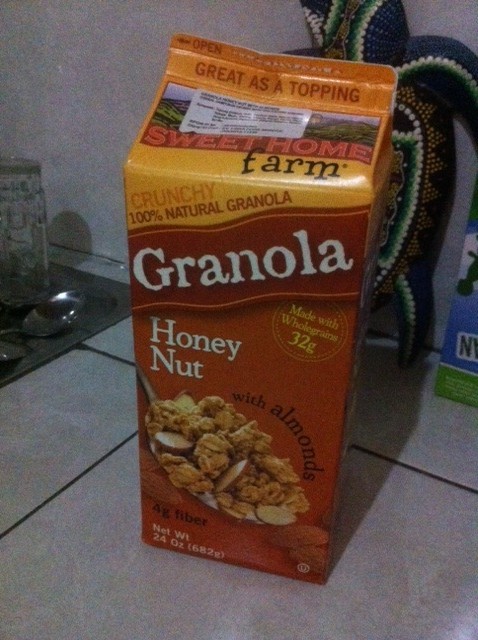 OPEN
GREAT AS A TOPPING
SWEET HOME
farm
CRUNCHY
100% NATURAL GRANOLA
Granola
Made with
Wholegrains
32g
Honey
Nut
with almonds
4g fiber
Net Wt
24 Oz (682g)
U